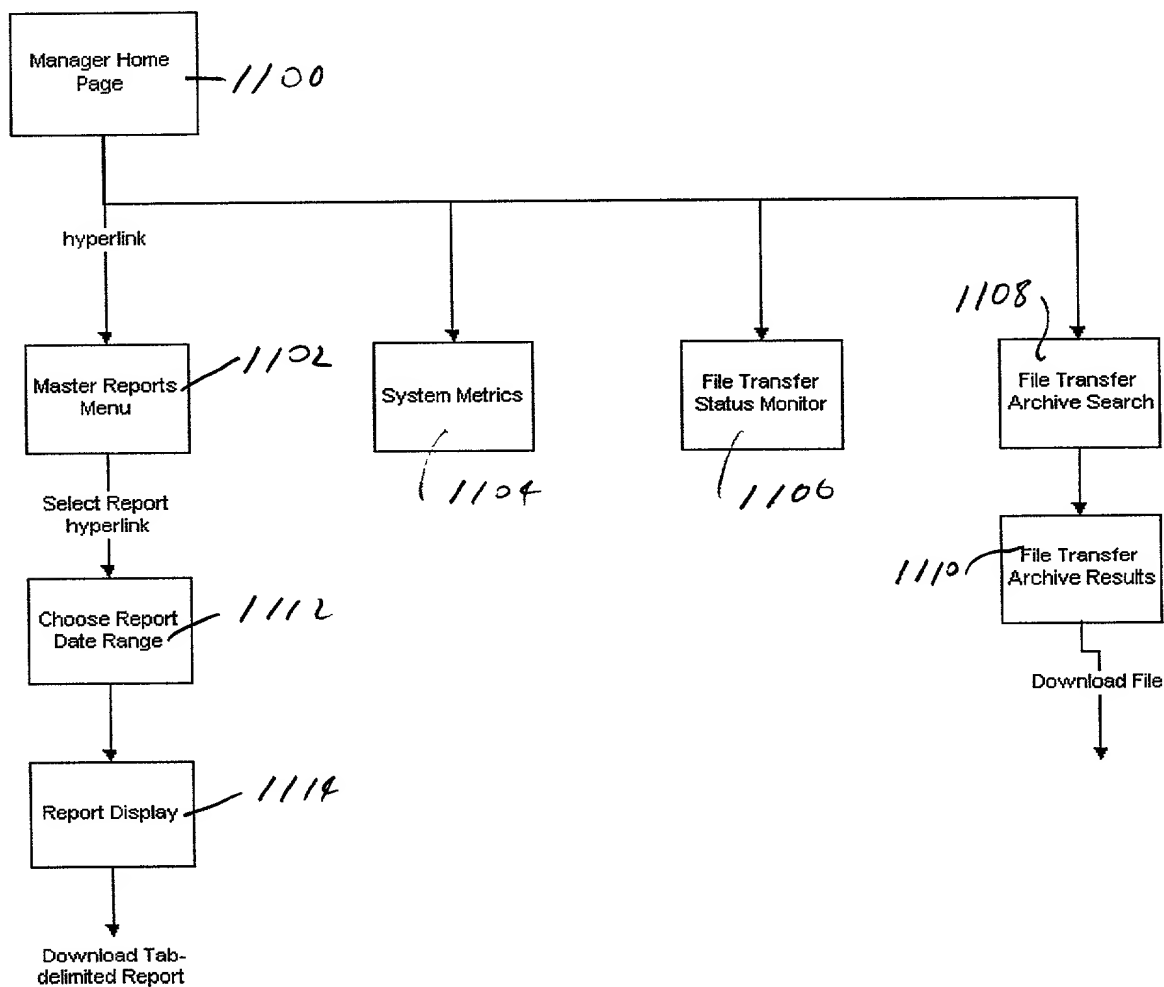 Manager Home
Page
1100
hyperlink
1108
Master Reports
Menu
1102
System Metrics
1104
File Transfer
Status Monitor
1106
File Transfer
Archive Search
Select Report
hyperlink
1110
File Transfer
Archive Results
Choose Report
Date Range
1112
Download File
Report Display
1114
Download Tab-
delimited Report